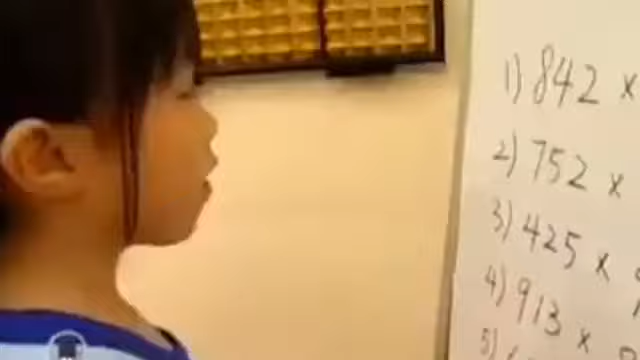 1) 842 ×
2) 752 ×
3) 425 ×
4) 913 ×
5)